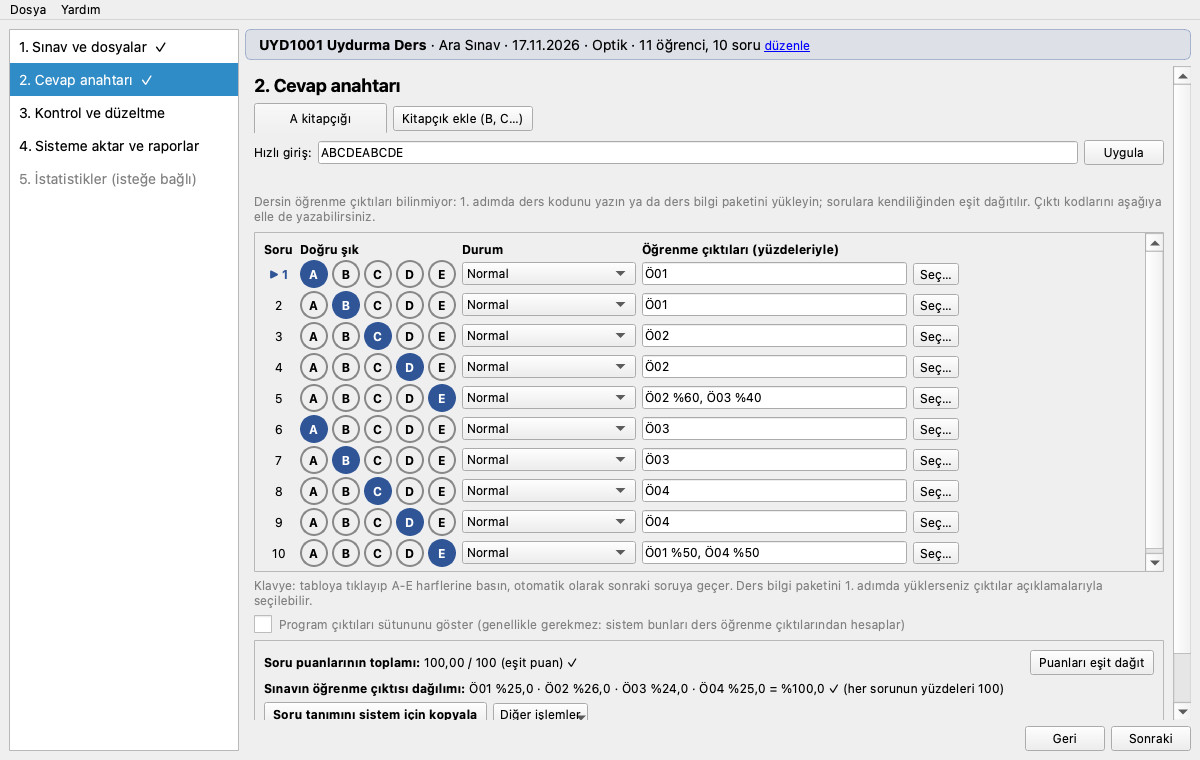 Dosya Yardım
1. Sınav ve dosyalar ✓
2. Cevap anahtarı ✓
3. Kontrol ve düzeltme
4. Sisteme aktar ve raporlar
5. İstatistikler (isteğe bağlı)
UYD1001 Uydurma Ders · Ara Sınav · 17.11.2026 · Optik · 11 öğrenci, 10 soru düzenle
2. Cevap anahtarı
A kitapçığı Kitapçık ekle (B, C...)
Hızlı giriş: ABCDEABCDE Uygula
Dersin öğrenme çıktıları bilinmiyor: 1. adımda ders kodunu yazın ya da ders bilgi paketini yükleyin; sorulara kendiliğinden eşit dağıtılır. Çıktı kodlarını aşağıya
elle de yazabilirsiniz.
Soru Doğru şık Durum Öğrenme çıktıları (yüzdeleriyle)
▶ 1 A B C D E Normal Ö01 Seç...
2 A B C D E Normal Ö01 Seç...
3 A B C D E Normal Ö02 Seç...
4 A B C D E Normal Ö02 Seç...
5 A B C D E Normal Ö02 %60, Ö03 %40 Seç...
6 A B C D E Normal Ö03 Seç...
7 A B C D E Normal Ö03 Seç...
8 A B C D E Normal Ö04 Seç...
9 A B C D E Normal Ö04 Seç...
10 A B C D E Normal Ö01 %50, Ö04 %50 Seç...
Klavye: tabloya tıklayıp A-E harflerine basın, otomatik olarak sonraki soruya geçer. Ders bilgi paketini 1. adımda yüklerseniz çıktılar açıklamalarıyla
seçilebilir.
Program çıktıları sütununu göster (genellikle gerekmez: sistem bunları ders öğrenme çıktılarından hesaplar)
Soru puanlarının toplamı: 100,00 / 100 (eşit puan) ✓ Puanları eşit dağıt
Sınavın öğrenme çıktısı dağılımı: Ö01 %25,0 · Ö02 %26,0 · Ö03 %24,0 · Ö04 %25,0 = %100,0 ✓ (her sorunun yüzdeleri 100)
Soru tanımını sistem için kopyala Diğer işlemler
Geri Sonraki